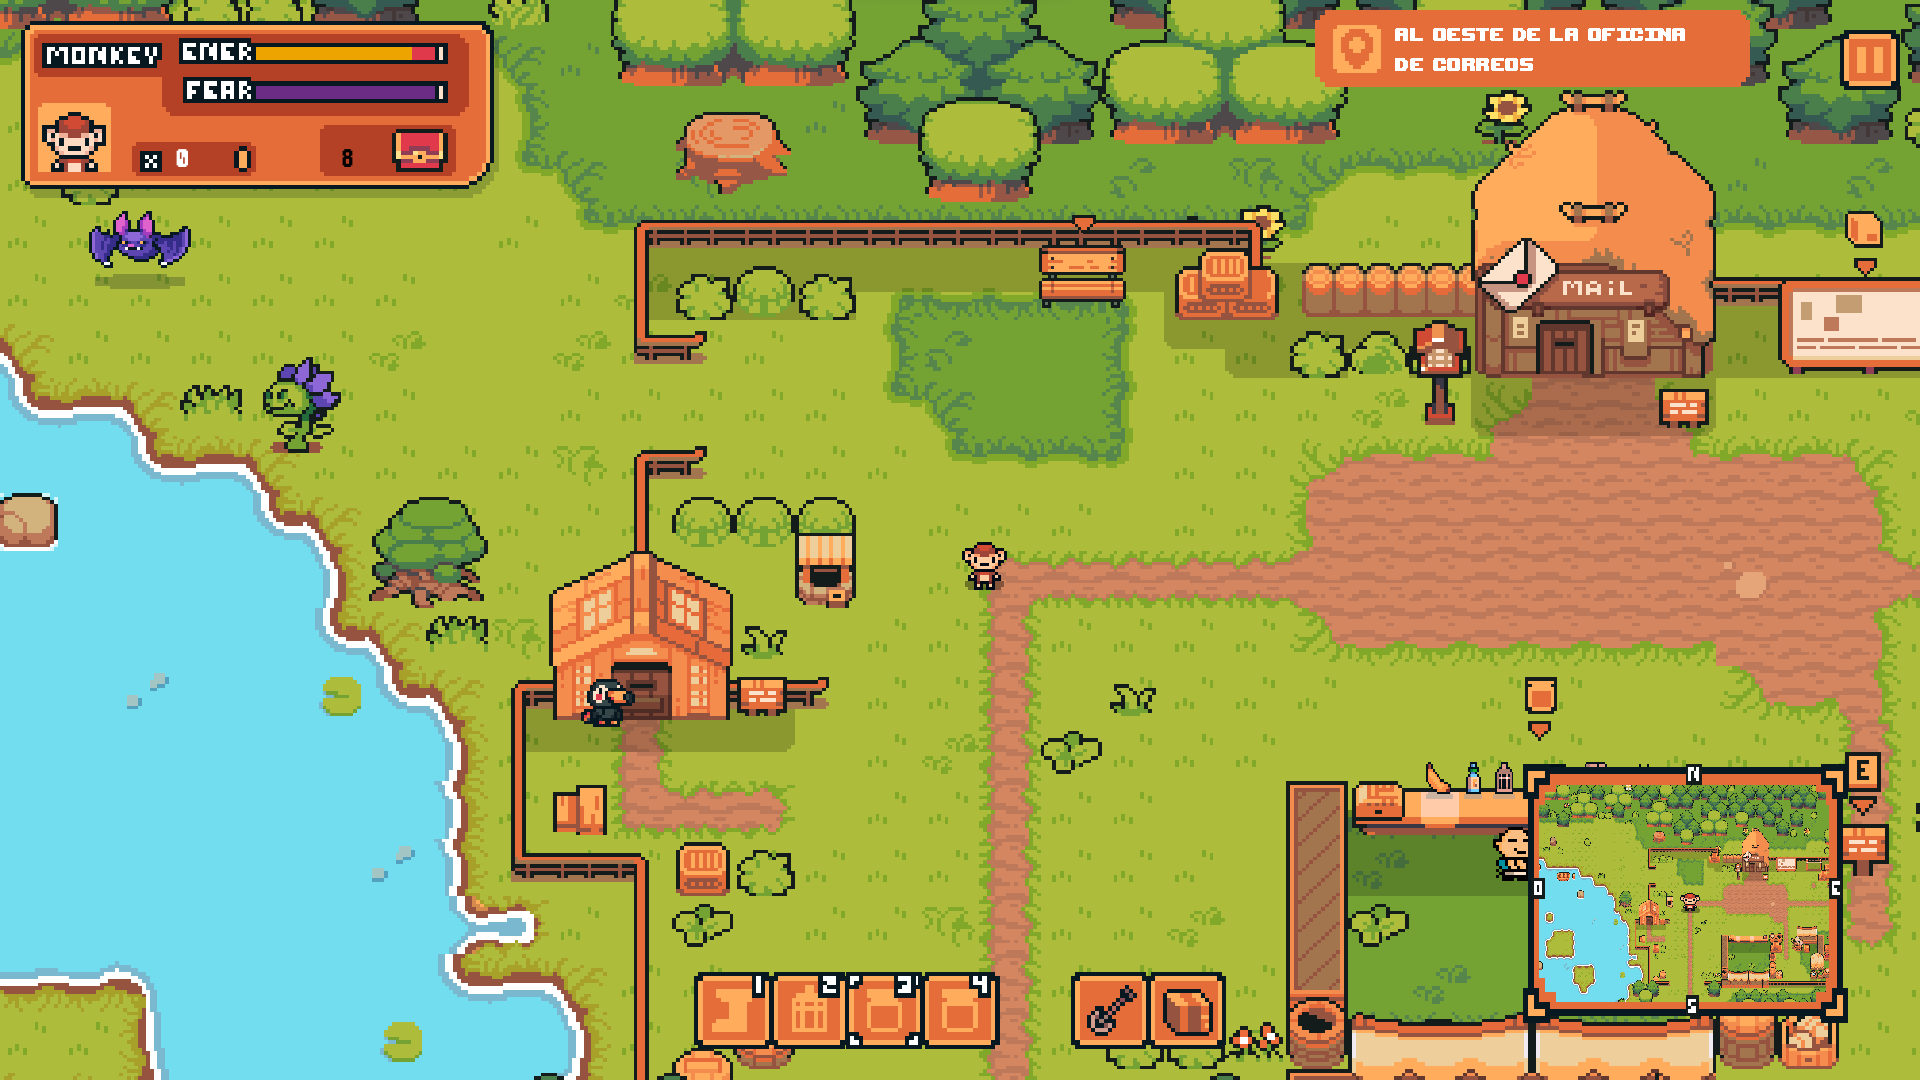 MONKEY
ENER
FEAR
x 0
8
AL OESTE DE LA OFICINA
DE CORREOS
MAIL
E
N
O
E
S
1
2
3
4